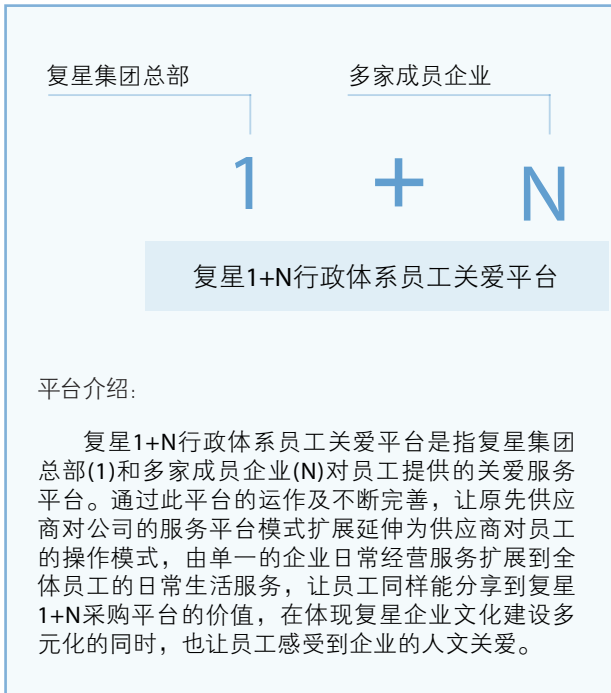 复星集团总部 多家成员企业
1 + N
复星1+N行政体系员工关爱平台
平台介绍:
复星1+N行政体系员工关爱平台是指复星集团
总部(1)和多家成员企业(N)对员工提供的关爱服务
平台。通过此平台的运作及不断完善，让原先供应
商对公司的服务平台模式扩展延伸为供应商对员工
的操作模式，由单一的企业日常经营服务扩展到全
体员工的日常生活服务，让员工同样能分享到复星
1+N采购平台的价值，在体现复星企业文化建设多
元化的同时，也让员工感受到企业的人文关爱。